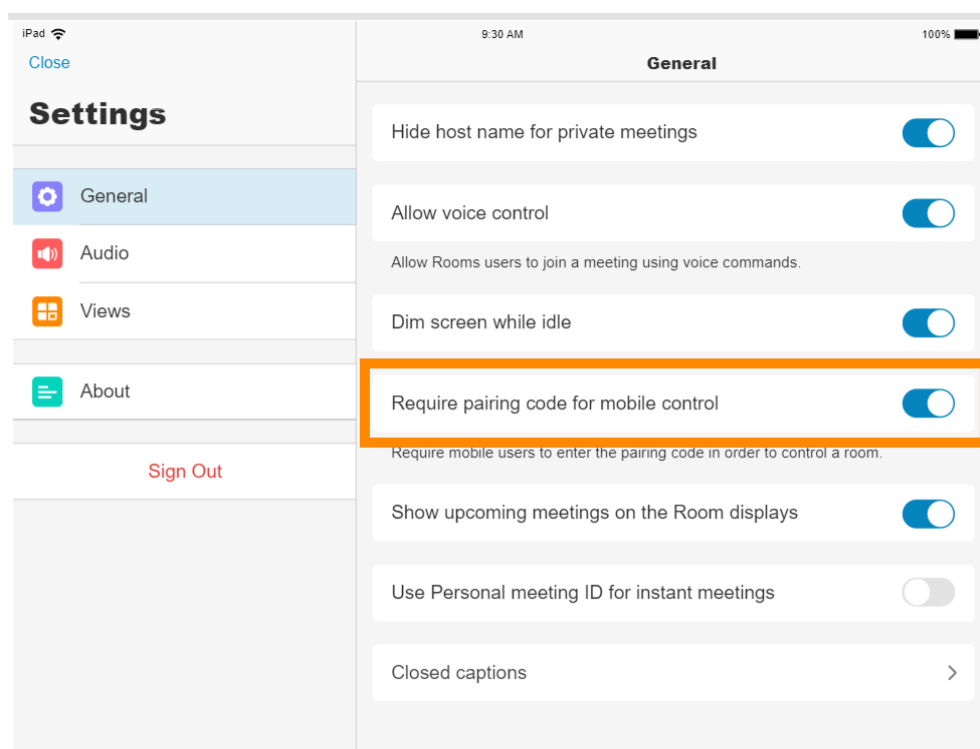 iPad
9:30 AM
100%
Close
General
Settings
General
Audio
Views
About
Sign Out
Hide host name for private meetings
Allow voice control
Allow Rooms users to join a meeting using voice commands.
Dim screen while idle
Require pairing code for mobile control
Require mobile users to enter the pairing code in order to control a room.
Show upcoming meetings on the Room displays
Use Personal meeting ID for instant meetings
Closed captions